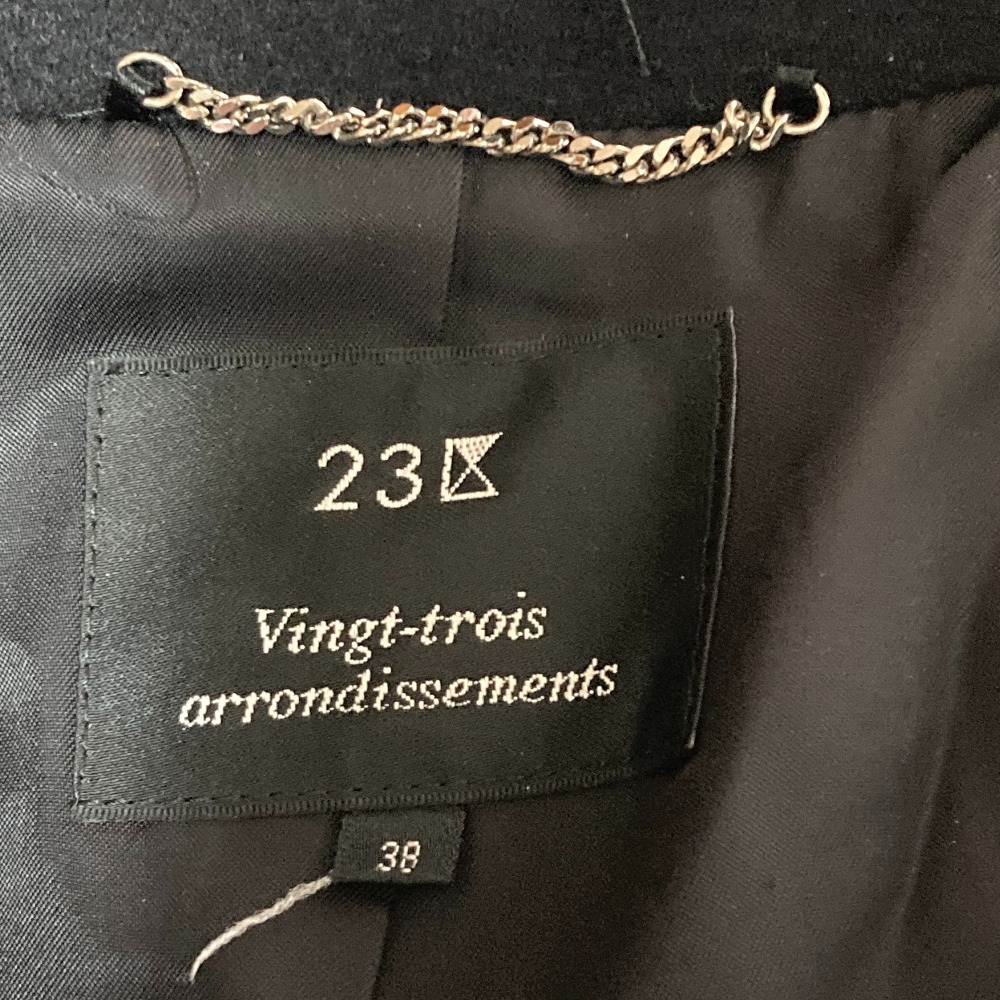 23
Vingt-trois
arrondissements
38